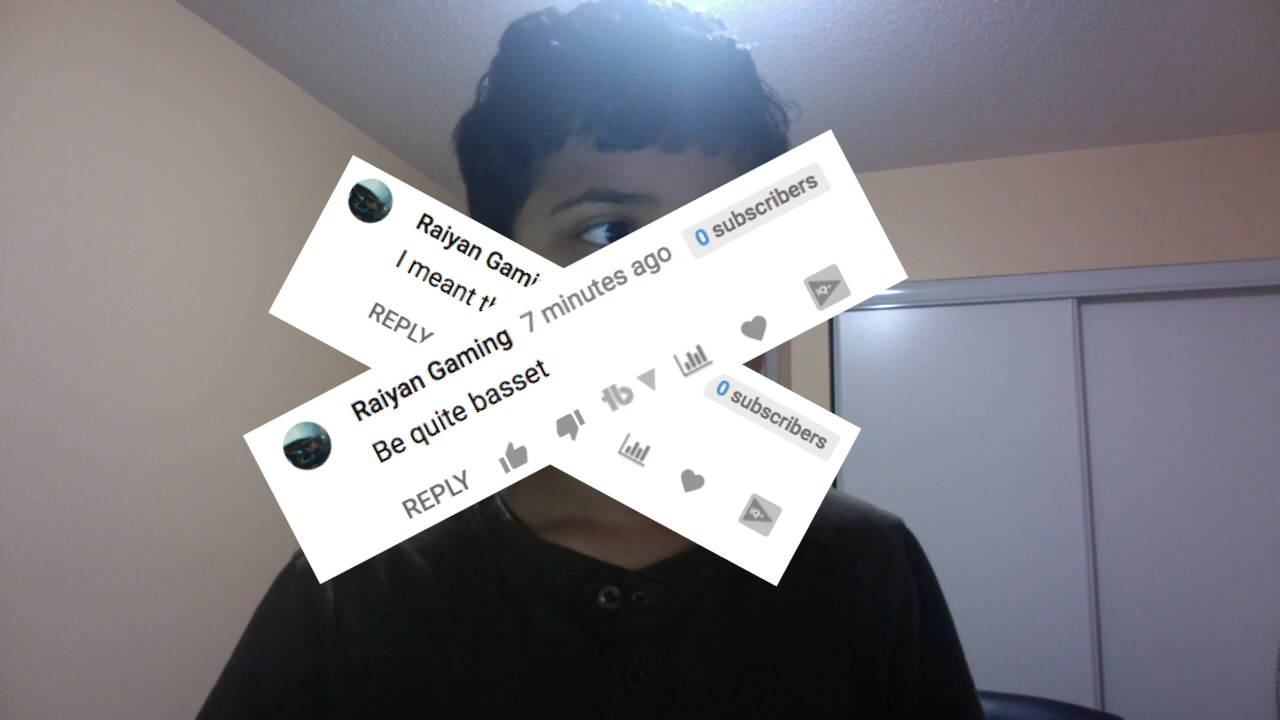 Raiyan Gami
I meant
REPLY
0 subscribers
Raiyan Gaming 7 minutes ago 0 subscribers
Be quite basset
REPLY